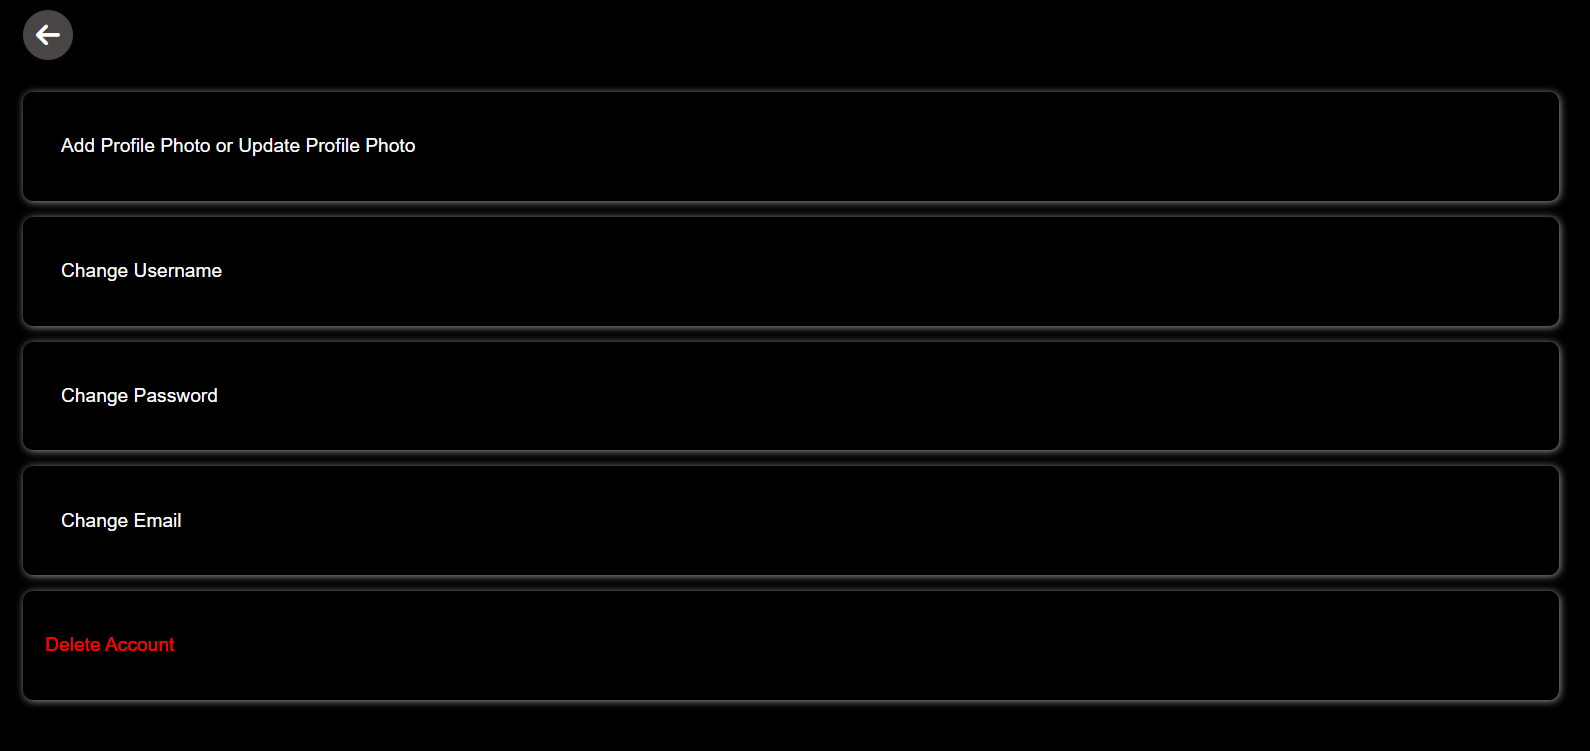 Add Profile Photo or Update Profile Photo
Change Username
Change Password
Change Email
Delete Account